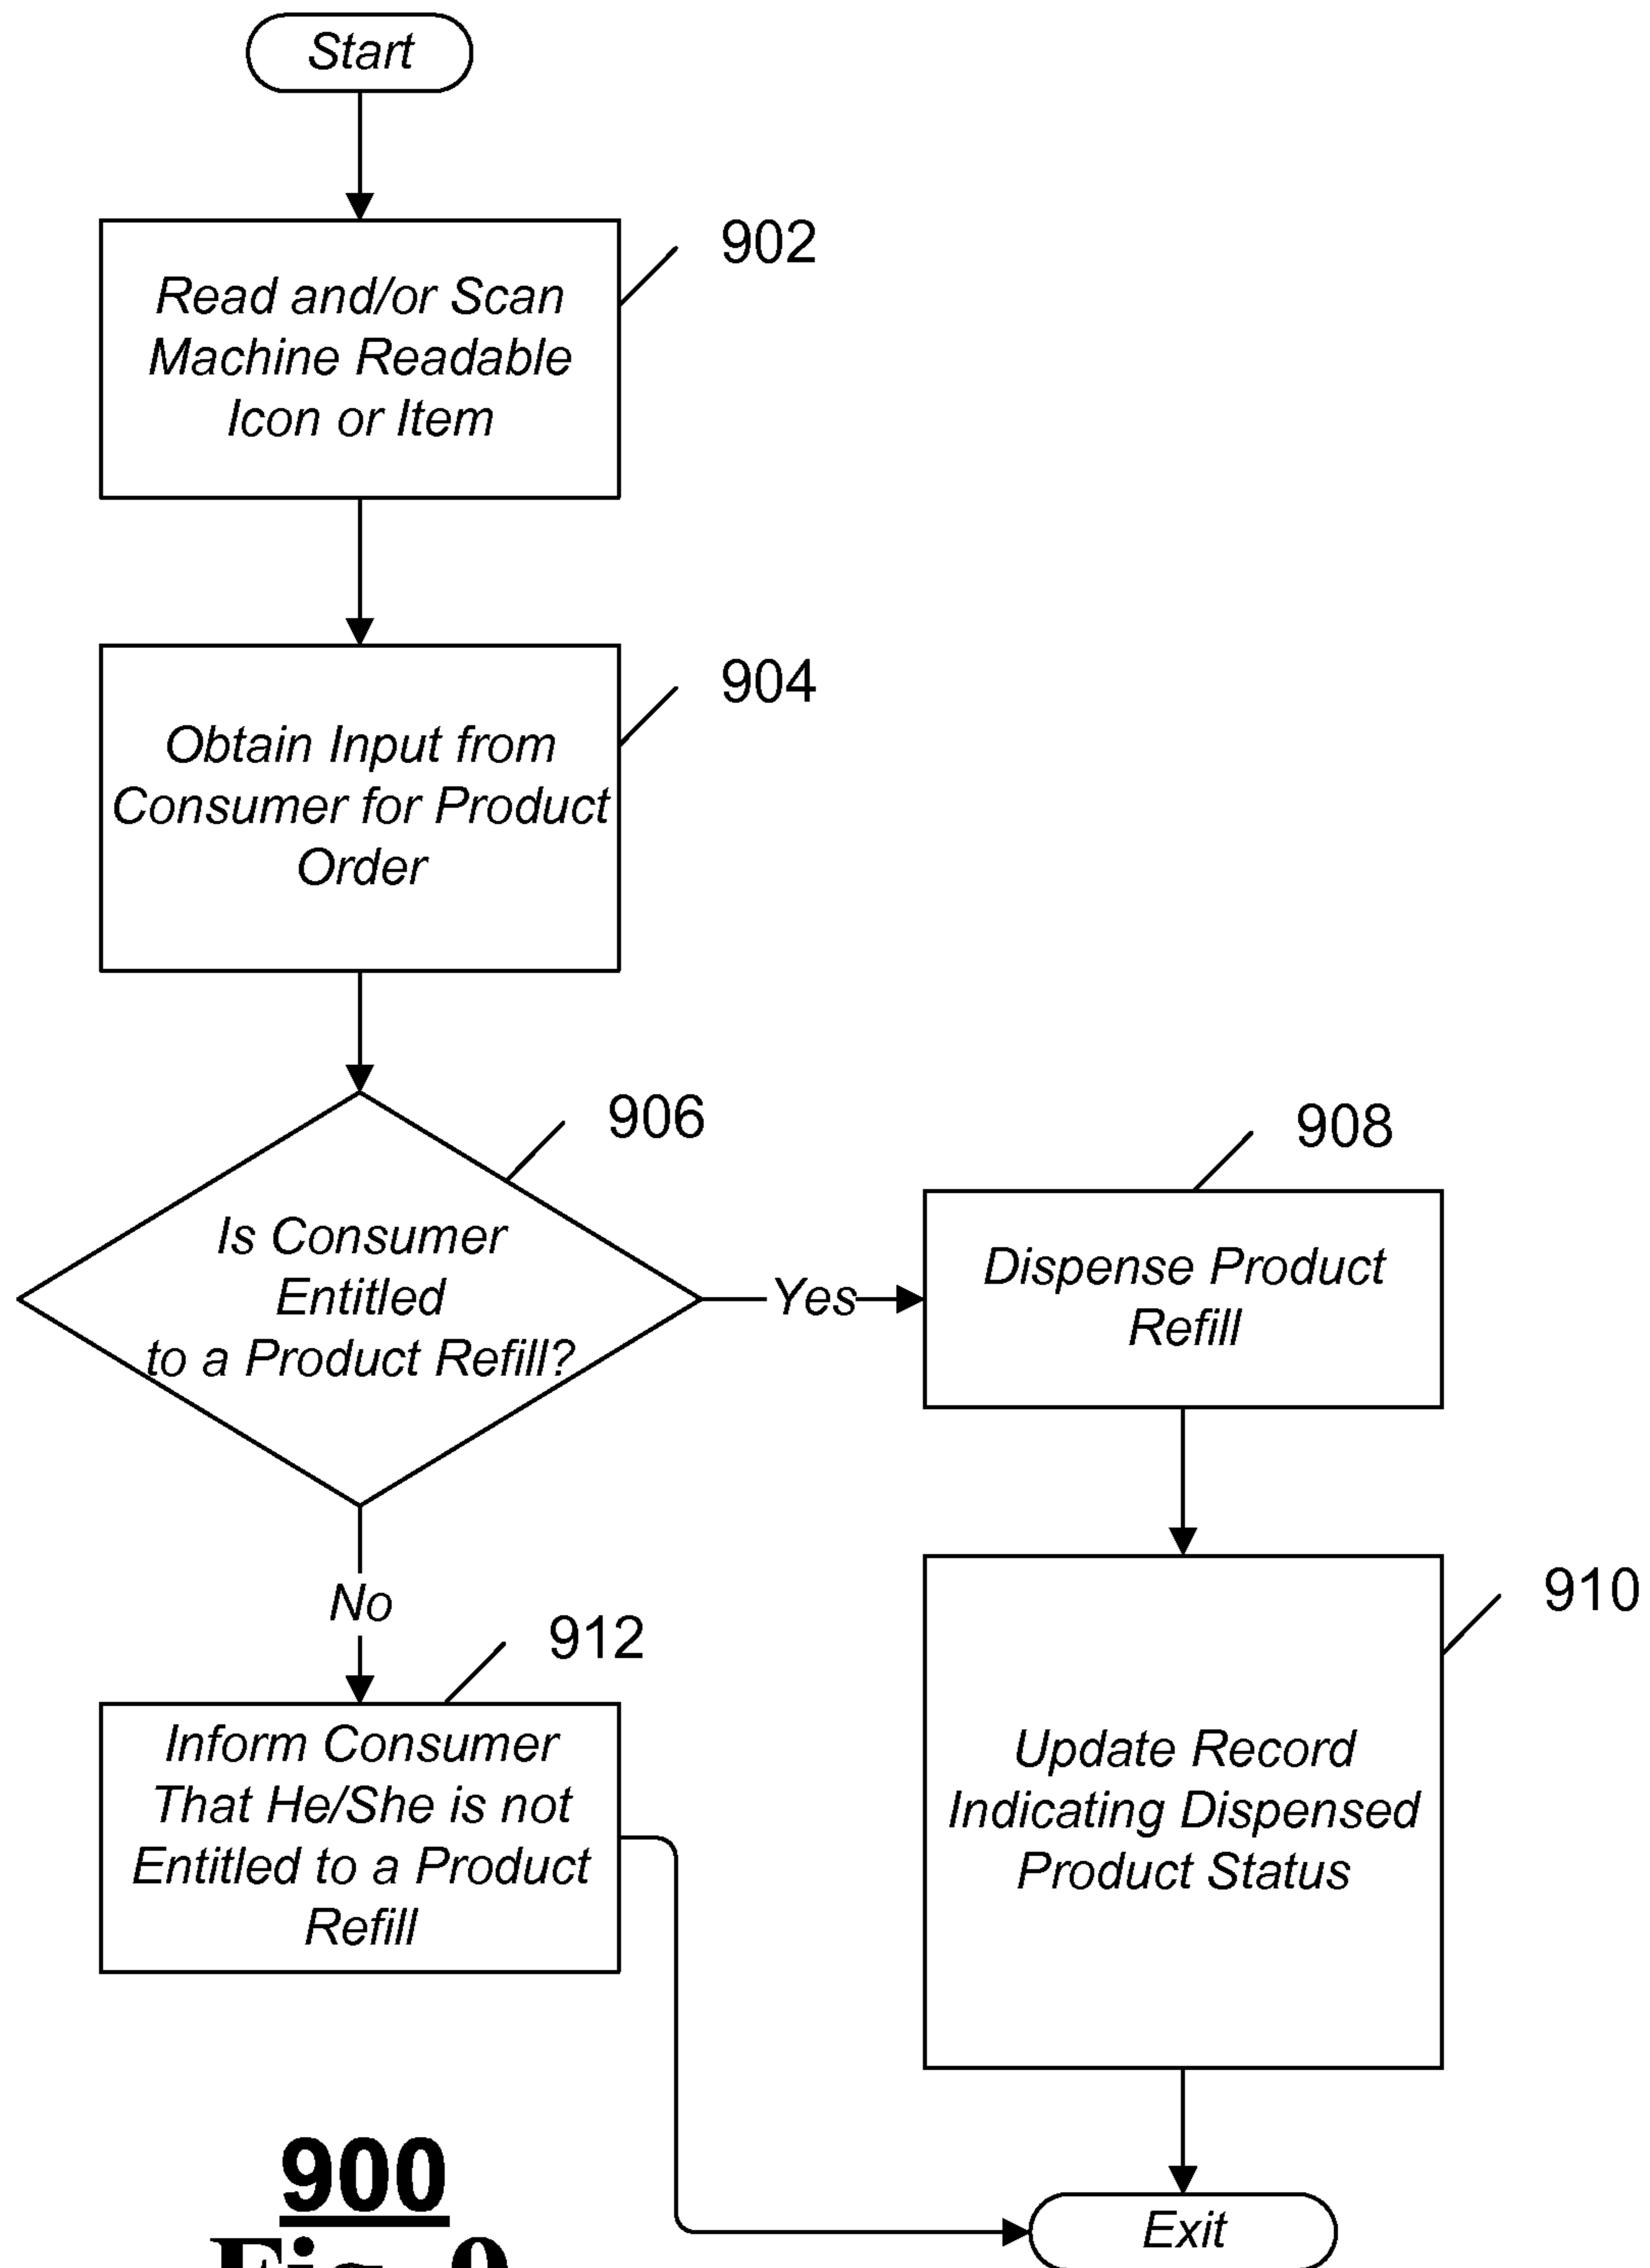 Start
902
Read and/or Scan
Machine Readable
Icon or Item
904
Obtain Input from
Consumer for Product
Order
906
Is Consumer
Entitled
to a Product Refill?
Yes
908
Dispense Product
Refill
No
912
Inform Consumer
That He/She is not
Entitled to a Product
Refill
910
Update Record
Indicating Dispensed
Product Status
Exit
900
Fig. 9